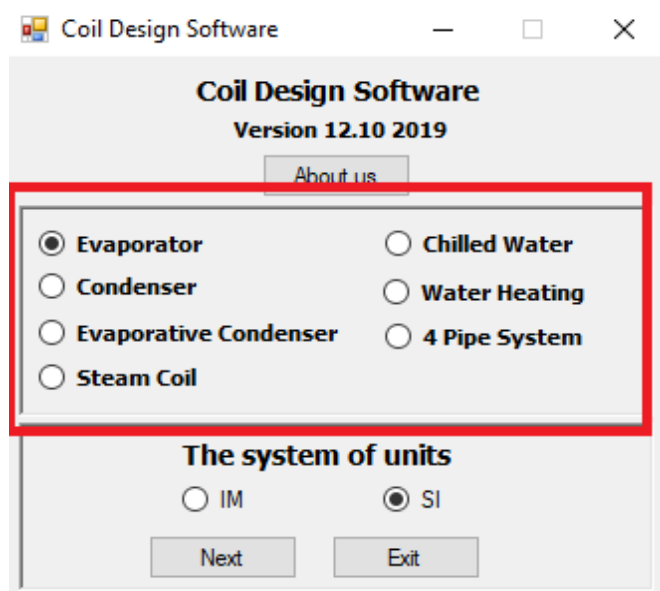 Coil Design Software
Coil Design Software
Version 12.10 2019
About us
Evaporator
Chilled Water
Condenser
Water Heating
Evaporative Condenser
4 Pipe System
Steam Coil
The system of units
IM
SI
Next
Exit